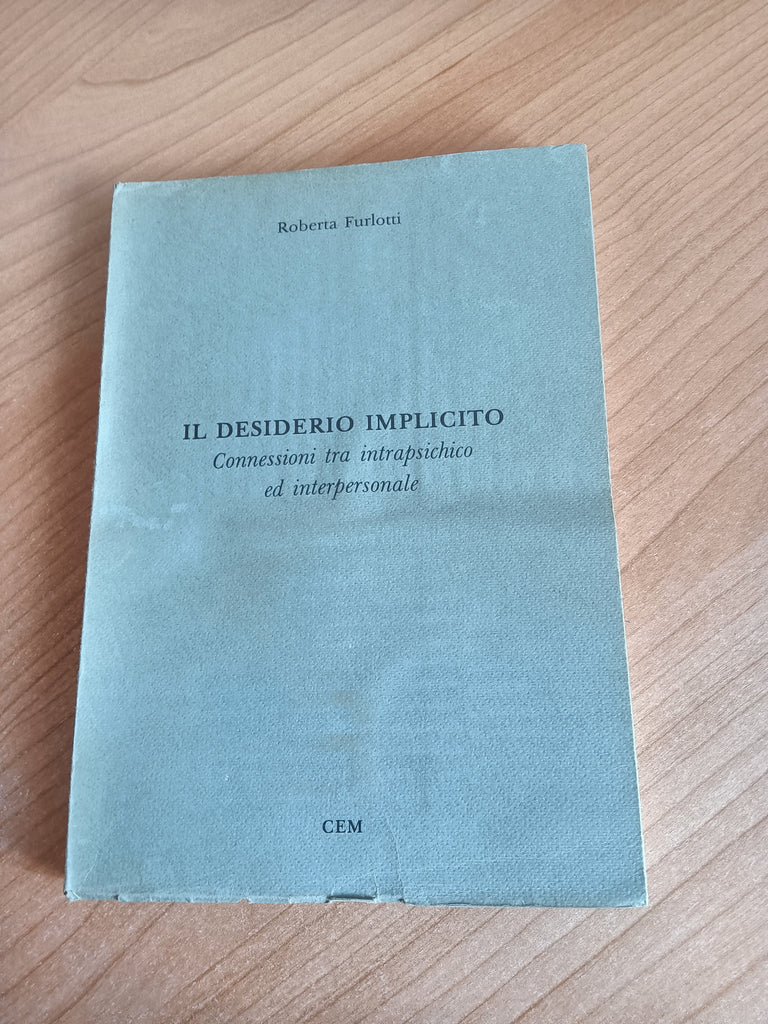 Roberta Furlotti
IL DESIDERIO IMPLICITO
Connessioni tra intrapsichico
ed interpersonale
CEM